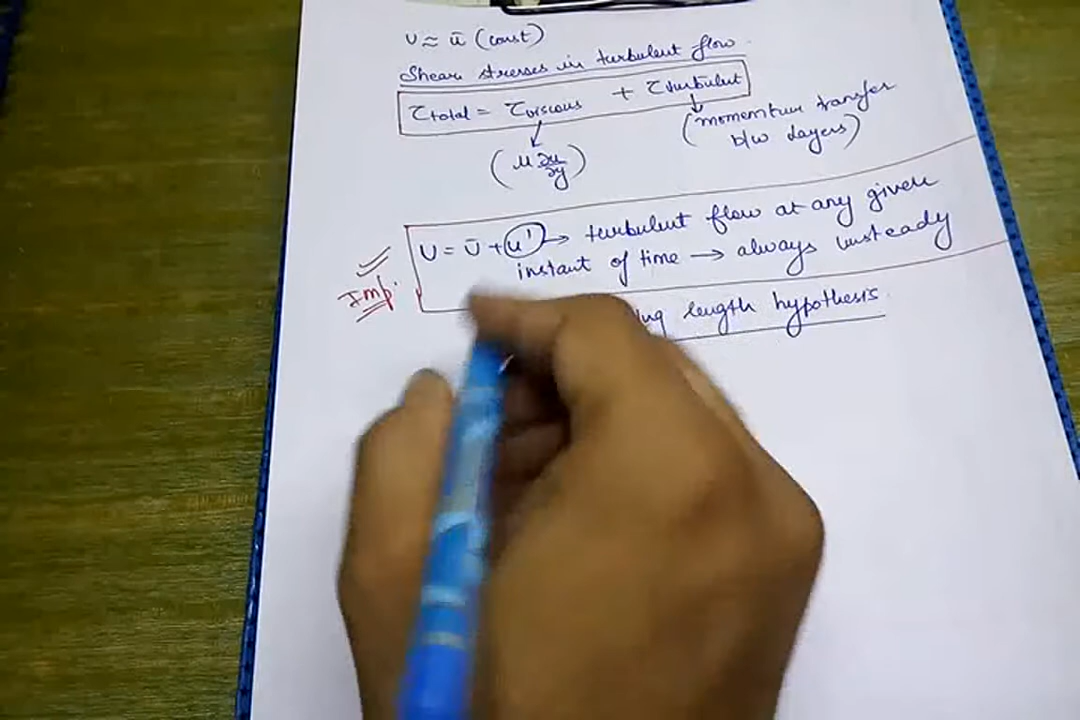 υ ≈ ū (const)
Shear stresses in turbulent flow
τtotal = τviscous + τturbulent
(momentum transfer
b/w layers)
(μ ∂u/∂y)
U = Ū + u' → turbulent flow at any given
instant of time → always unsteady
Imp.
length hypothesis